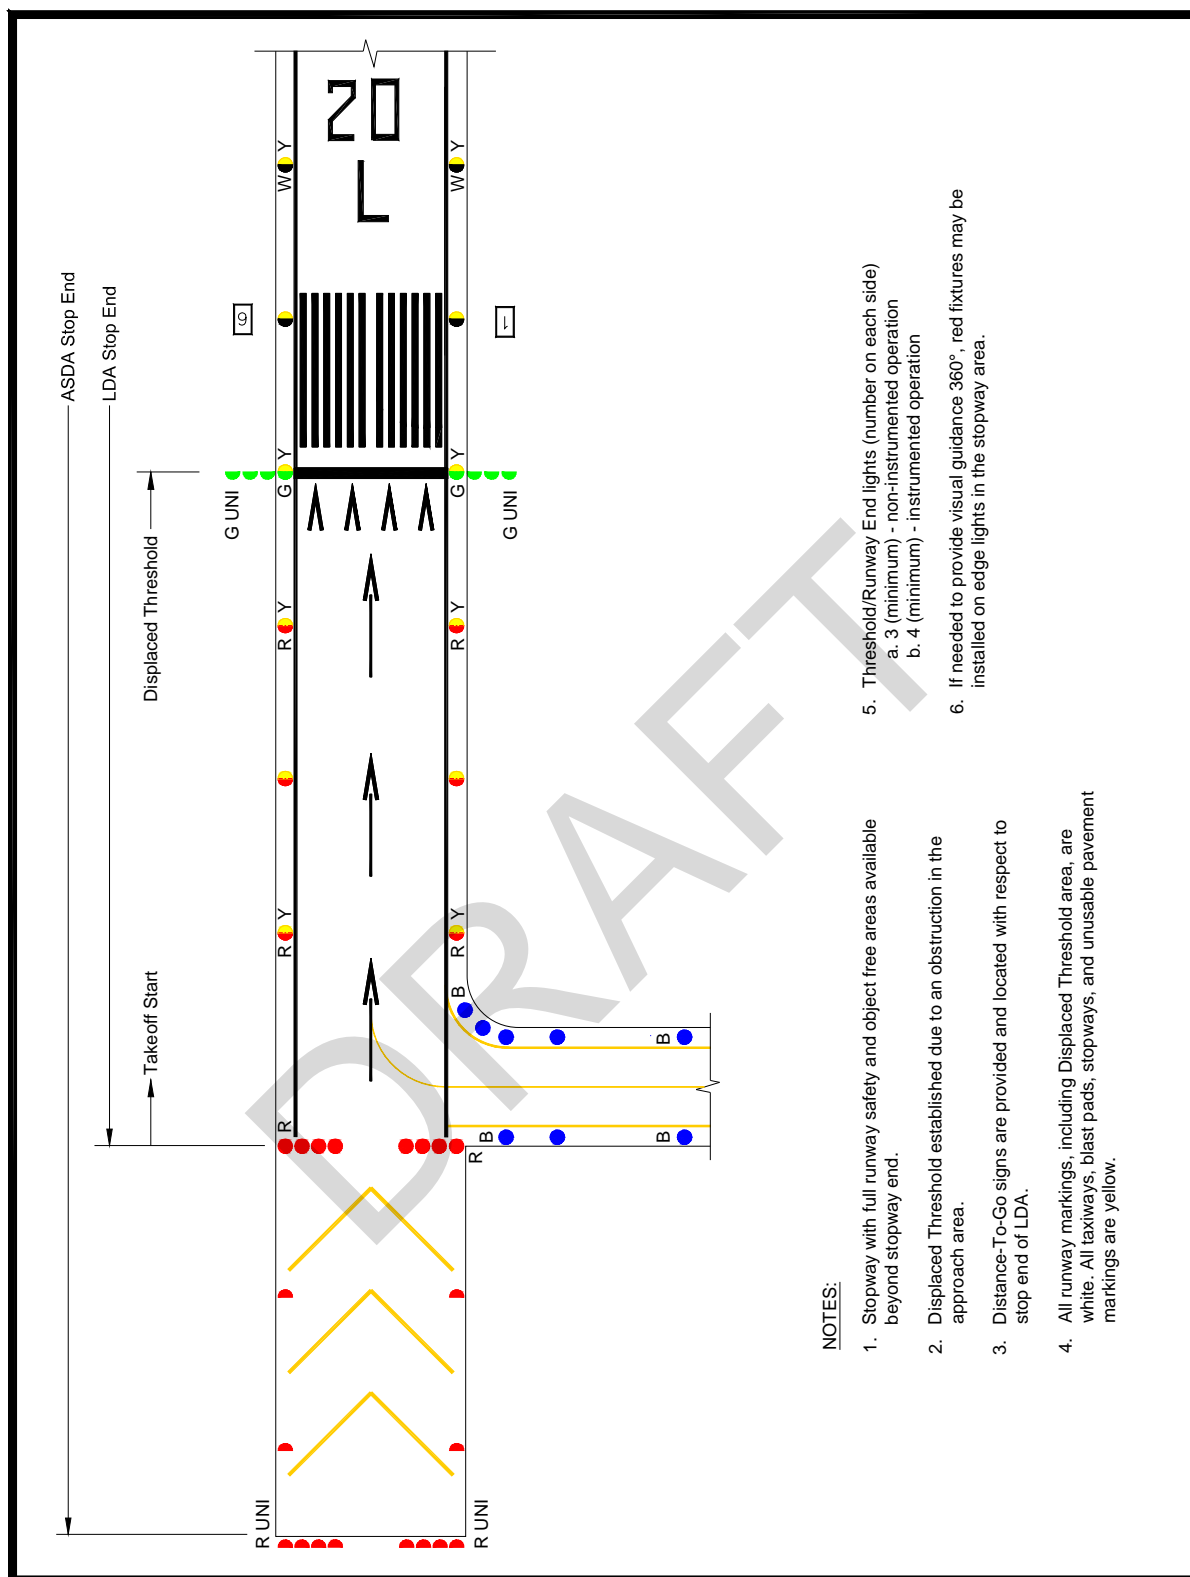 ASDA Stop End
LDA Stop End
Displaced Threshold
Takeoff Start
R UNI
R
R Y
R Y
G UNI
G Y
W Y
9
20
L
R UNI
R
B
B
B
B
R Y
R Y
G UNI
G Y
W Y
1
DRAFT
NOTES:
1. Stopway with full runway safety and object free areas available
beyond stopway end.
2. Displaced Threshold established due to an obstruction in the
approach area.
3. Distance-To-Go signs are provided and located with respect to
stop end of LDA.
4. All runway markings, including Displaced Threshold area, are
white. All taxiways, blast pads, stopways, and unusable pavement
markings are yellow.
5. Threshold/Runway End lights (number on each side)
a. 3 (minimum) - non-instrumented operation
b. 4 (minimum) - instrumented operation
6. If needed to provide visual guidance 360°, red fixtures may be
installed on edge lights in the stopway area.